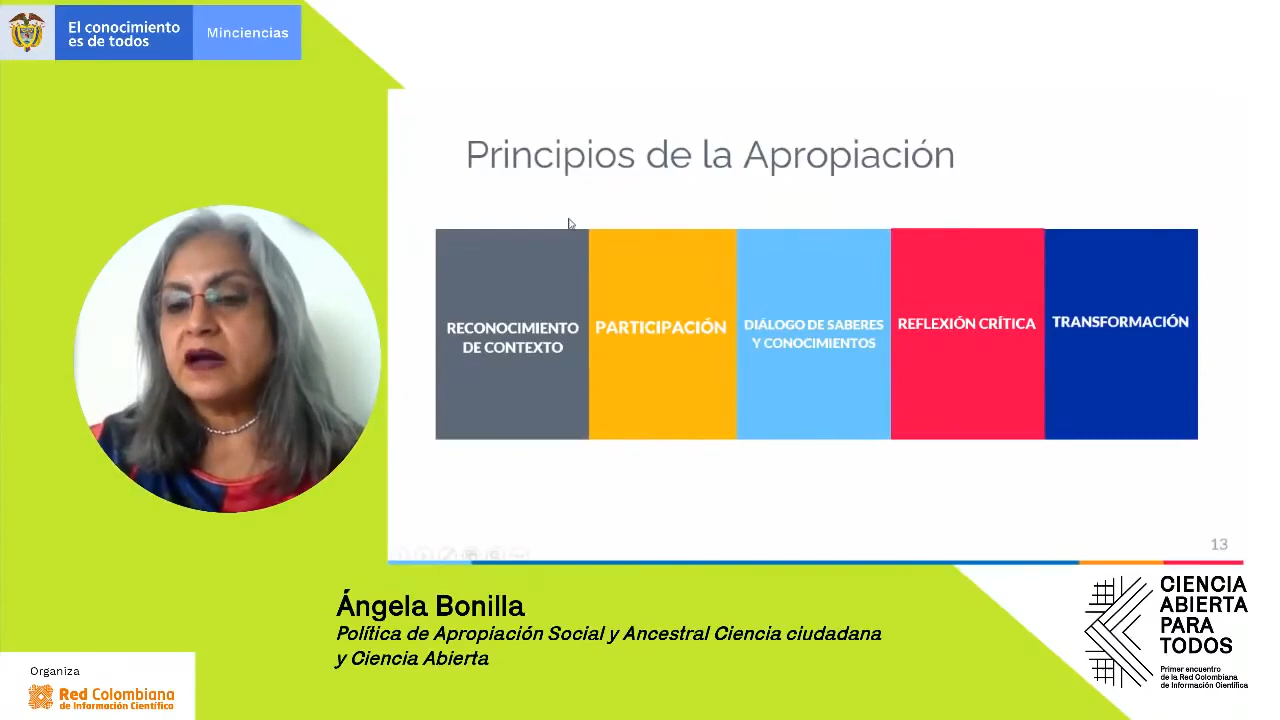 El conocimiento
es de todos
Minciencias
Principios de la Apropiación
RECONOCIMIENTO
DE CONTEXTO
PARTICIPACIÓN
DIÁLOGO DE SABERES
Y CONOCIMIENTOS
REFLEXIÓN CRÍTICA
TRANSFORMACIÓN
13
Ángela Bonilla
Política de Apropiación Social y Ancestral Ciencia ciudadana
y Ciencia Abierta
Organiza
Red Colombiana
de Información Científica
CIENCIA
ABIERTA
PARA
TODOS
Primer encuentro
de la Red Colombiana
de Información Científica